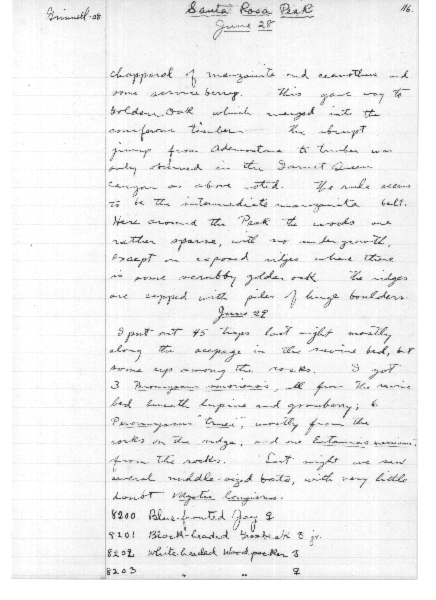 Grinnell-08
Santa Rosa Peak
116.
June 28
chapparal of manzanita and ceanothus and
some serviceberry. This gave way to
Golden Oak which merged into the
coniferous timber. The abrupt
jump from Adenostoma to timber was
only observed in the Garnet Queen
canyon as above noted. The rule seems
to be the intermediate manzanita belt.
Here around the Peak the woods are
rather sparse, with no undergrowth,
except on exposed ridges where there
is some scrubby golden oak. The ridges
are capped with piles of huge boulders.
June 29
I put out 45 traps last night mostly
along the seepage in the ravine bed, but
some up among the rocks. I got
3 Peromyscus, all from the ravine
bed beneath lupine and gooseberry; 6
Peromyscus "truei", mostly from the
rocks on the ridge; and one Eutamias merriami
from the rocks. Last night we saw
several middle-sized bats, with very little
doubt Myotis
8200 Blue-fronted Jay ♀
8201 Black-headed Grosbeak ♂ jr.
8202 White-headed Woodpecker ♂
8203 " " ♀